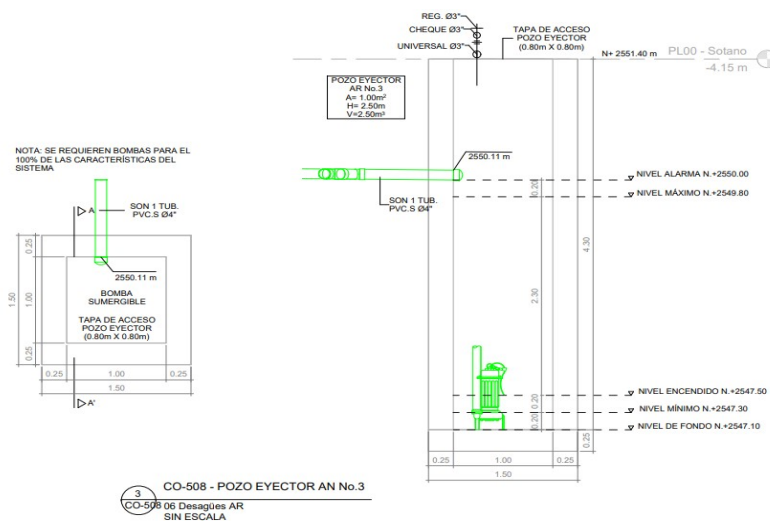 REG. Ø3"
CHEQUE Ø3"
UNIVERSAL Ø3"
TAPA DE ACCESO
POZO EYECTOR
(0.80m X 0.80m)
N+ 2551.40 m
PL00 - Sotano
-4.15 m
POZO EYECTOR
AR No.3
A= 1.00m²
H= 2.50m
V=2.50m³
NOTA: SE REQUIEREN BOMBAS PARA EL
100% DE LAS CARACTERÍSTICAS DEL
SISTEMA
2550.11 m
SON 1 TUB.
PVC.S Ø4"
NIVEL ALARMA N.+2550.00
0.20
NIVEL MÁXIMO N.+2549.80
4.30
2.30
NIVEL ENCENDIDO N.+2547.50
0.20
NIVEL MÍNIMO N.+2547.30
0.20
NIVEL DE FONDO N.+2547.10
0.25
0.25
1.00
0.25
1.50
A
SON 1 TUB.
PVC.S Ø4"
0.25
2550.11 m
1.50
1.00
BOMBA
SUMERGIBLE
TAPA DE ACCESO
POZO EYECTOR
(0.80m X 0.80m)
0.25
0.25
1.00
0.25
1.50
A'
3
CO-508
CO-508 - POZO EYECTOR AN No.3
06 Desagües AR
SIN ESCALA